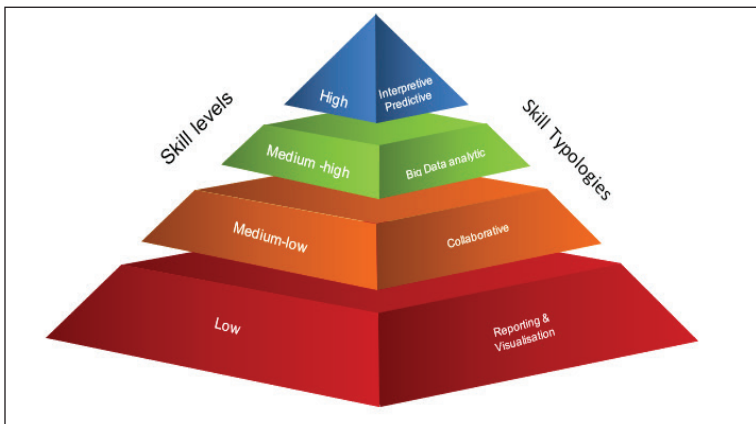 Skill levels
Skill Typologies
High
Interpretive
Predictive
Medium -high
Big Data analytic
Medium-low
Collaborative
Low
Reporting &
Visualisation